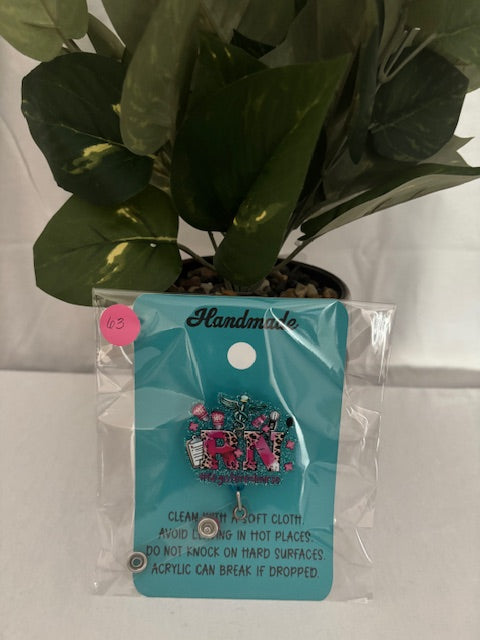 63
Handmade
RN
CLEAN WITH A SOFT CLOTH.
AVOID LEAVING IN HOT PLACES.
DO NOT KNOCK ON HARD SURFACES.
ACRYLIC CAN BREAK IF DROPPED.